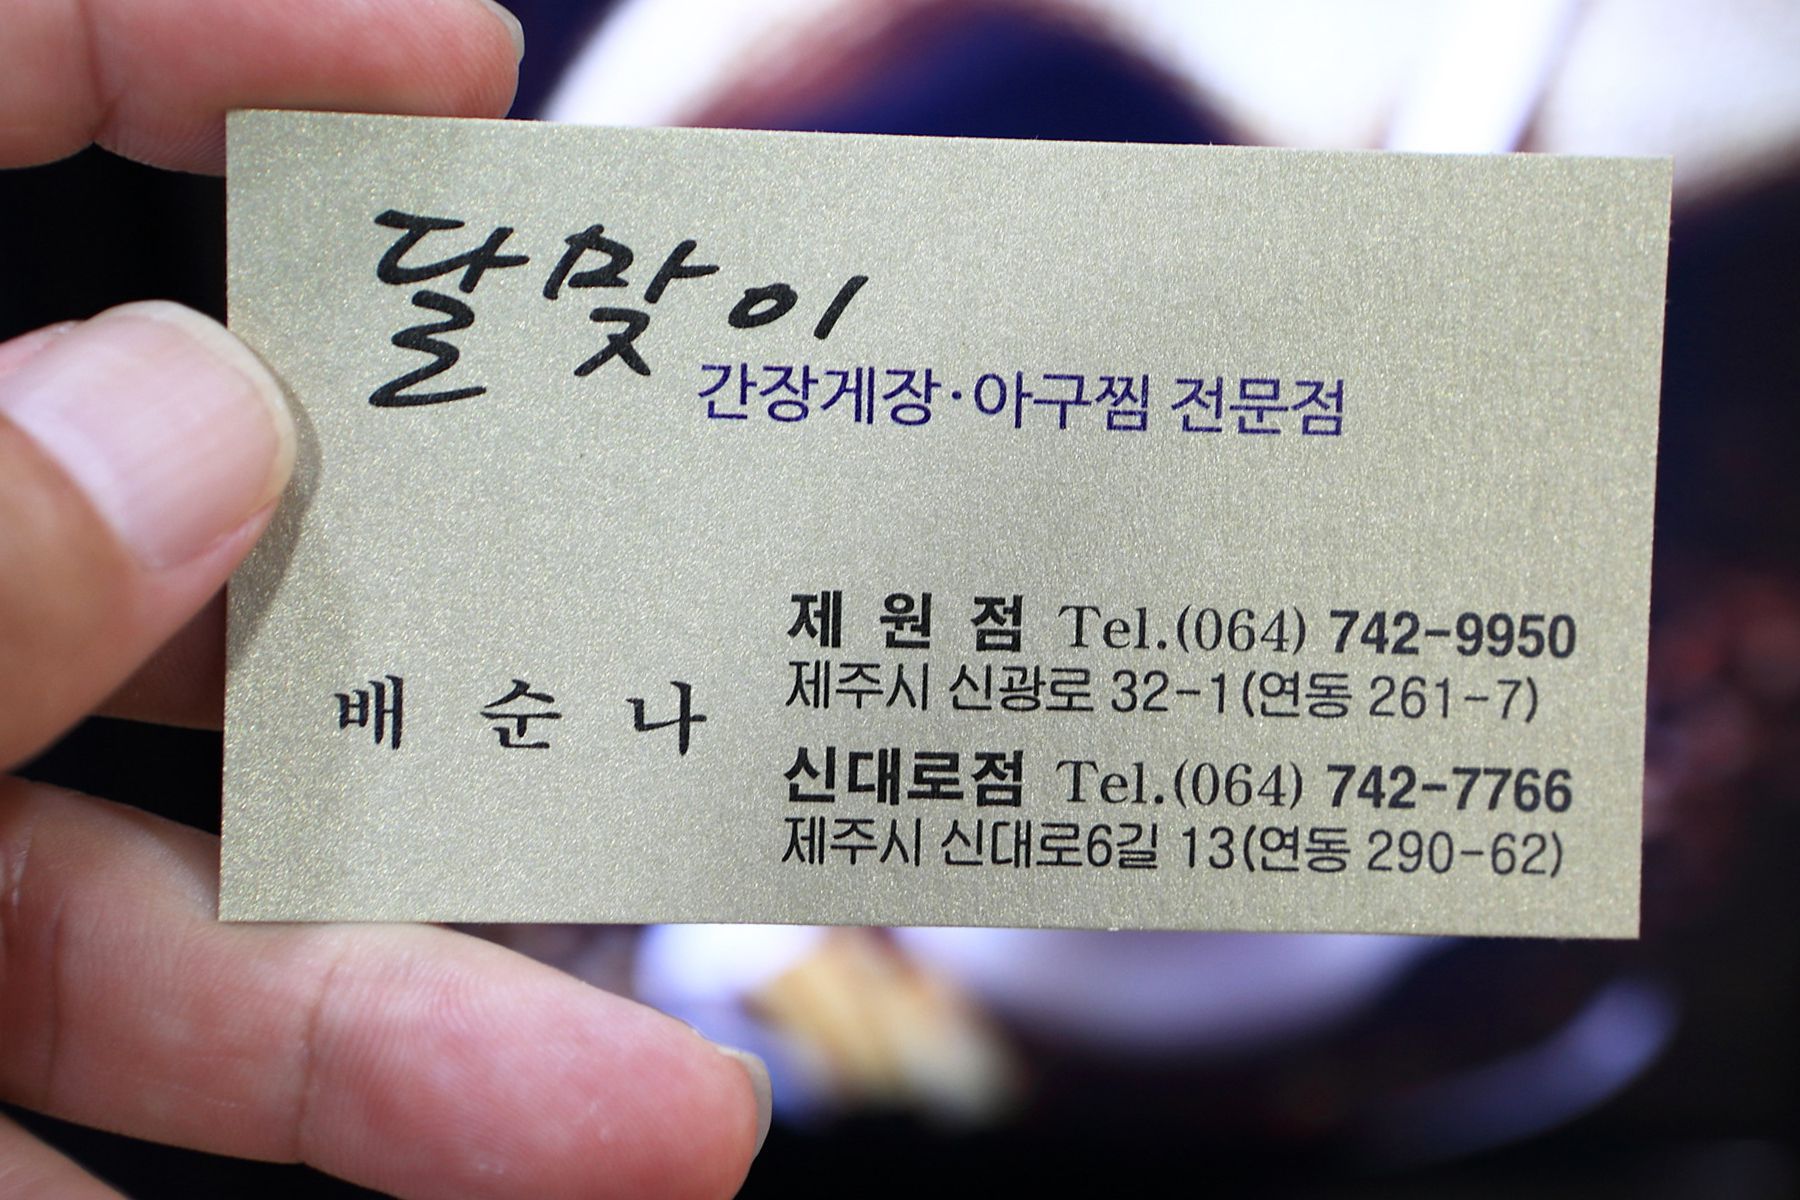 달맞이
간장게장·아구찜 전문점
배 순 나
제 원 점 Tel.(064) 742-9950
제주시 신광로 32-1(연동 261-7)
신대로점 Tel.(064) 742-7766
제주시 신대로6길 13(연동 290-62)